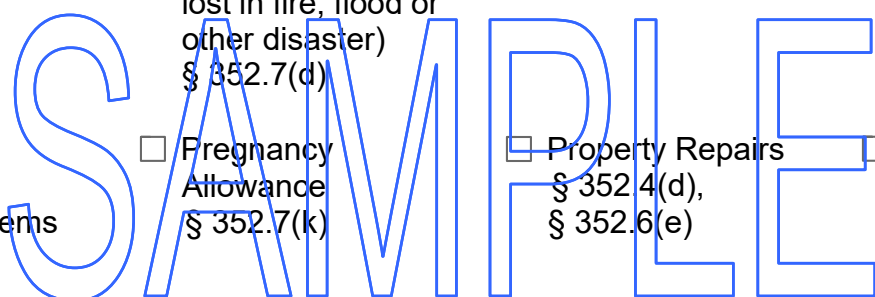 lost in fire, flood or
other disaster)
§ 352.7(d)
☐ Pregnancy
Allowance
§ 352.7(k)
☐ Property Repairs
§ 352.4(d),
§ 352.6(e)
ems
SAMPLE